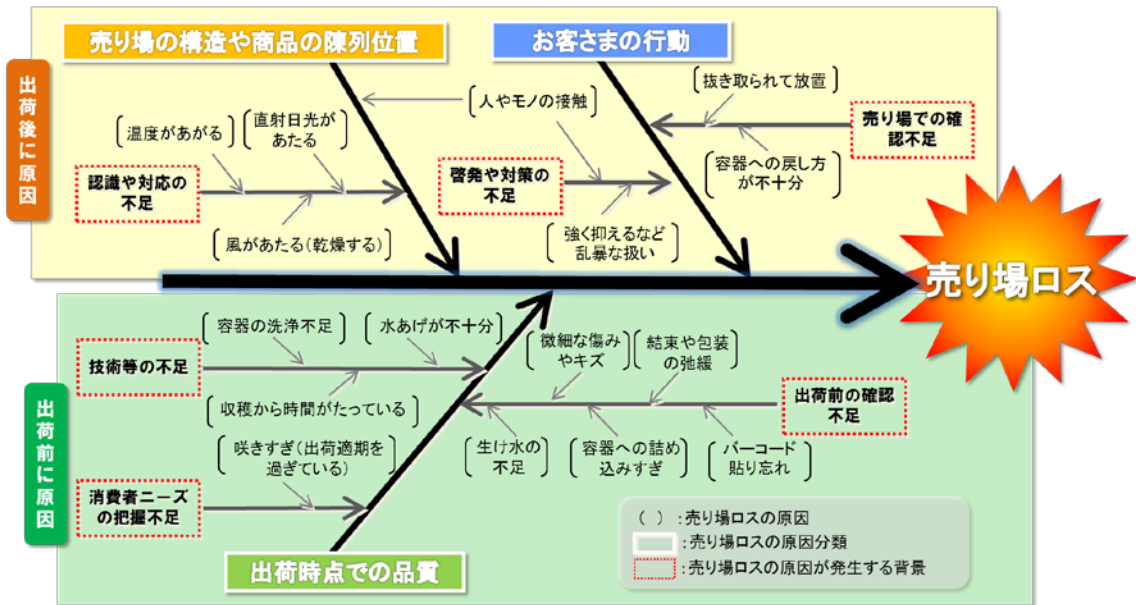 出荷後に原因
売り場の構造や商品の陳列位置
お客さまの行動
温度があがる
直射日光が
あたる
人やモノの接触
抜き取られて放置
売り場での確
認不足
認識や対応の
不足
啓発や対策の
不足
容器への戻し方
が不十分
風があたる(乾燥する)
強く抑えるなど
乱暴な扱い
売り場ロス
出荷前に原因
容器の洗浄不足
水あげが不十分
微細な傷み
やキズ
結束や包装
の弛緩
技術等の不足
出荷前の確認
不足
収穫から時間がたっている
咲きすぎ(出荷適期を
過ぎている)
生け水の
不足
容器への詰め
込みすぎ
バーコード
貼り忘れ
消費者ニーズ
の把握不足
出荷時点での品質
( ) :売り場ロスの原因
:売り場ロスの原因分類
:売り場ロスの原因が発生する背景